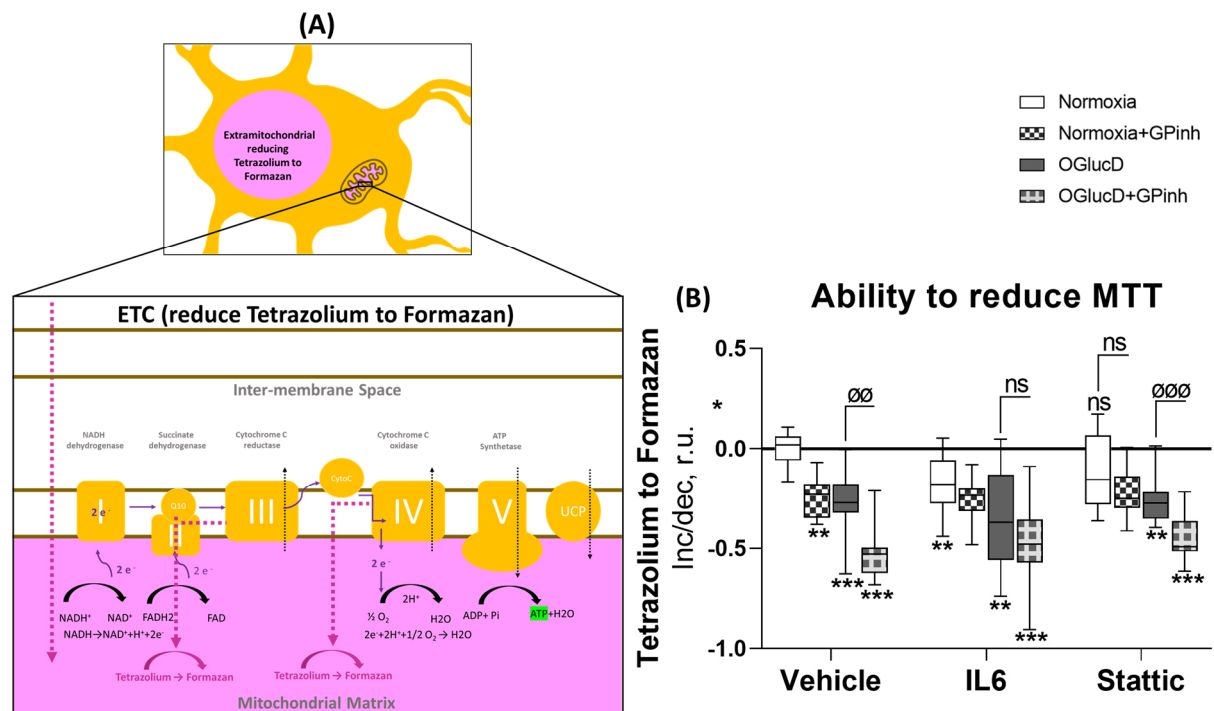 (A)
Extramitochondrial
reducing
Tetrazolium to
Formazan
ETC (reduce Tetrazolium to Formazan)
Inter-membrane Space
NADH
dehydrogenase
Succinate
dehydrogenase
Cytochrome C
reductase
Cytochrome C
oxidase
ATP
Synthetase
I
2 e⁻
Q10
II
III
CytoC
IV
V
UCP
2 e⁻
2 e⁻
2 e⁻
NADH⁺ NAD⁺ FADH2 FAD
NADH→NAD⁺+H⁺+2e⁻
2H⁺
½ O₂ H2O
2e⁻+2H⁺+1/2 O₂→ H2O
ADP+ Pi ATP+H2O
Tetrazolium → Formazan
Tetrazolium → Formazan
Mitochondrial Matrix
Normoxia
Normoxia+GPinh
OGlucD
OGlucD+GPinh
(B) Ability to reduce MTT
Tetrazolium to Formazan
Inc/dec, r.u.
0.5
0.0
-0.5
-1.0
*
ØØ
ns
ns
ns
ØØØ
**
***
***
**
**
***
**
***
Vehicle IL6 Stattic